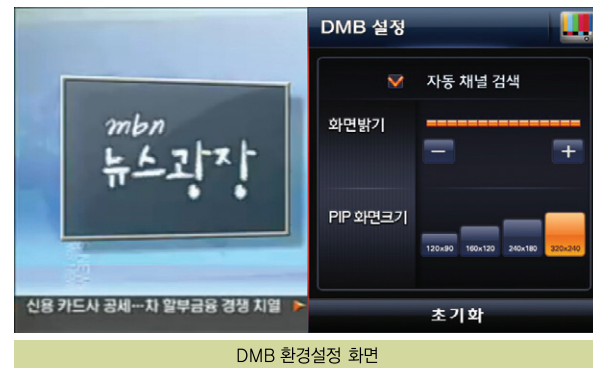 mbn
뉴스광장
신용 카드사 공세…차 할부금융 경쟁 치열
DMB 설정
자동 채널 검색
화면밝기
PIP 화면크기
120x90 160x120 240x180 320x240
초기화
DMB 환경설정 화면